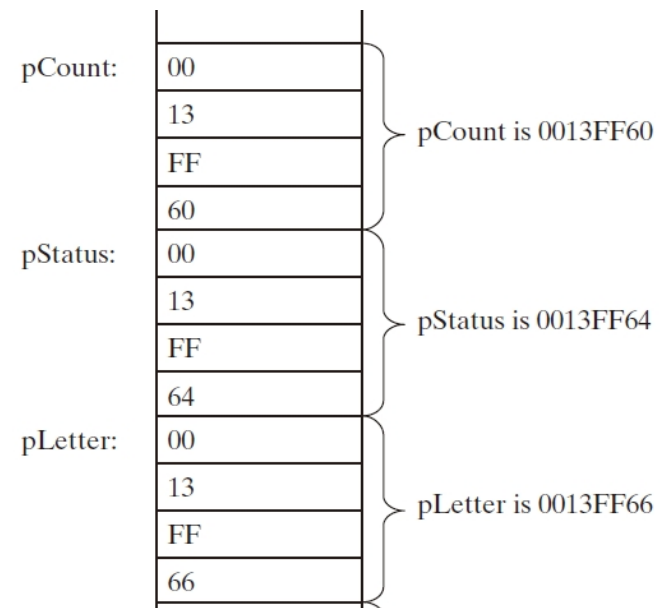 pCount: 00
13
pCount is 0013FF60
FF
60
pStatus: 00
13
pStatus is 0013FF64
FF
64
pLetter: 00
13
pLetter is 0013FF66
FF
66